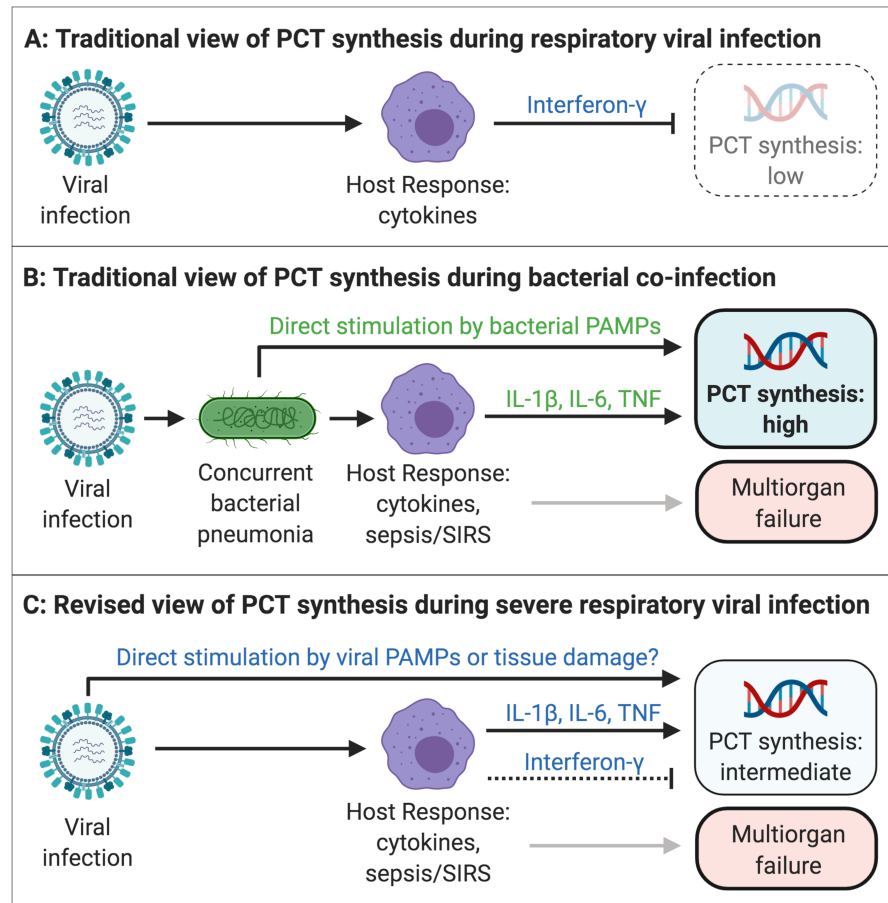 A: Traditional view of PCT synthesis during respiratory viral infection
Interferon-γ
PCT synthesis:
low
Viral
infection
Host Response:
cytokines
B: Traditional view of PCT synthesis during bacterial co-infection
Direct stimulation by bacterial PAMPs
IL-1β, IL-6, TNF
PCT synthesis:
high
Viral
infection
Concurrent
bacterial
pneumonia
Host Response:
cytokines,
sepsis/SIRS
Multiorgan
failure
C: Revised view of PCT synthesis during severe respiratory viral infection
Direct stimulation by viral PAMPs or tissue damage?
IL-1β, IL-6, TNF
Interferon-γ
PCT synthesis:
intermediate
Viral
infection
Host Response:
cytokines,
sepsis/SIRS
Multiorgan
failure